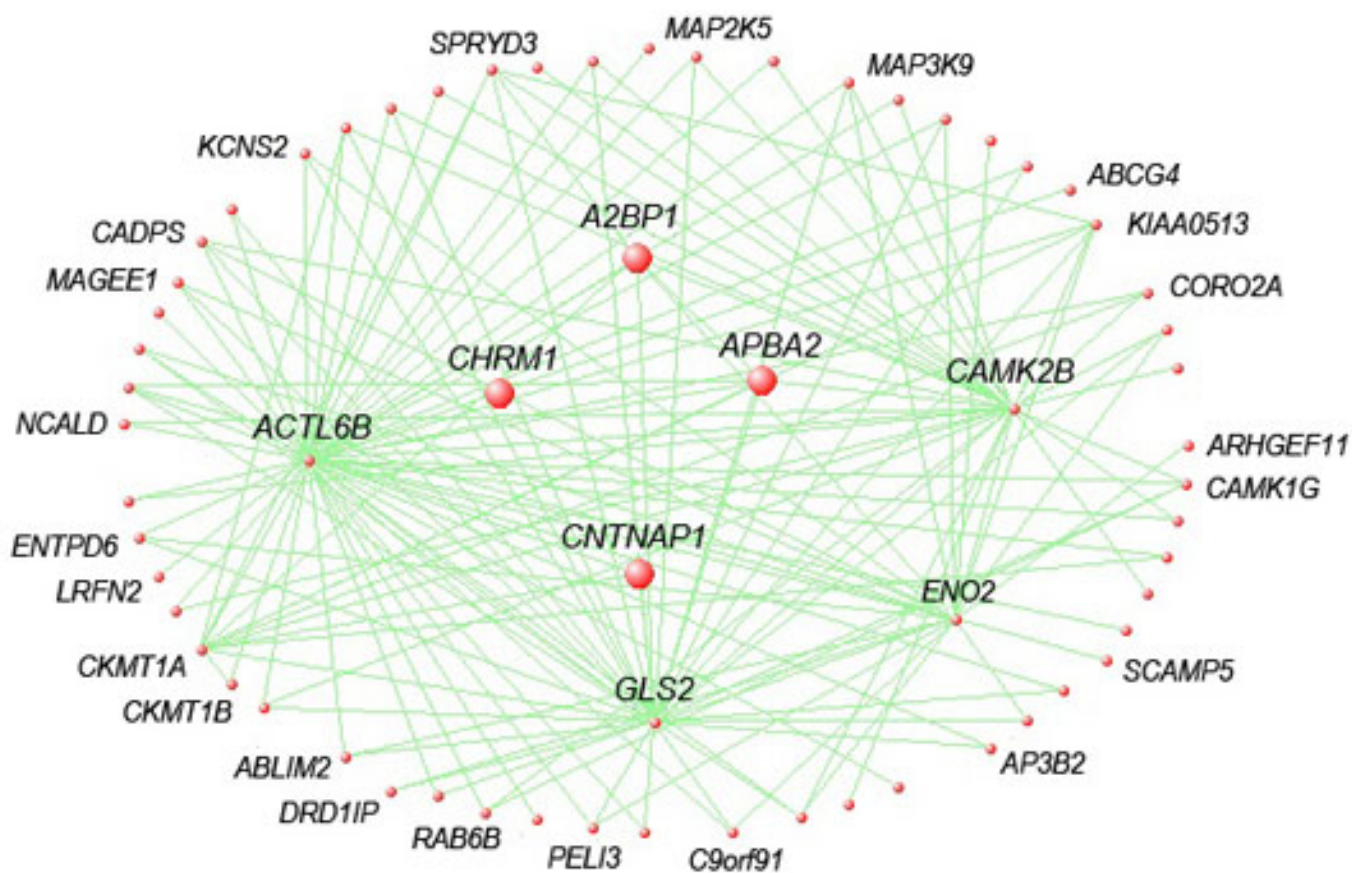 MAP2K5
SPRYD3
MAP3K9
KCNS2
ABCG4
A2BP1
KIAA0513
CADPS
MAGEE1
CORO2A
APBA2
CHRM1
CAMK2B
NCALD
ACTL6B
ARHGEF11
CAMK1G
CNTNAP1
ENTPD6
LRFN2
ENO2
CKMT1A
SCAMP5
GLS2
CKMT1B
ABLIM2
AP3B2
DRD1IP
RAB6B
PELI3
C9orf91